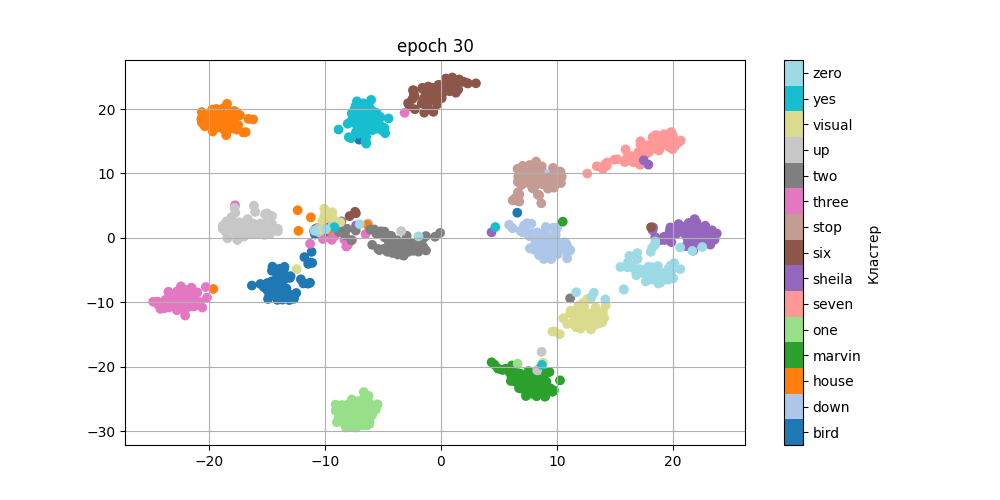 epoch 30
20
10
0
−10
−20
−30
−20
−10
0
10
20
zero
yes
visual
up
two
three
stop
six
sheila
seven
one
marvin
house
down
bird
Кластер